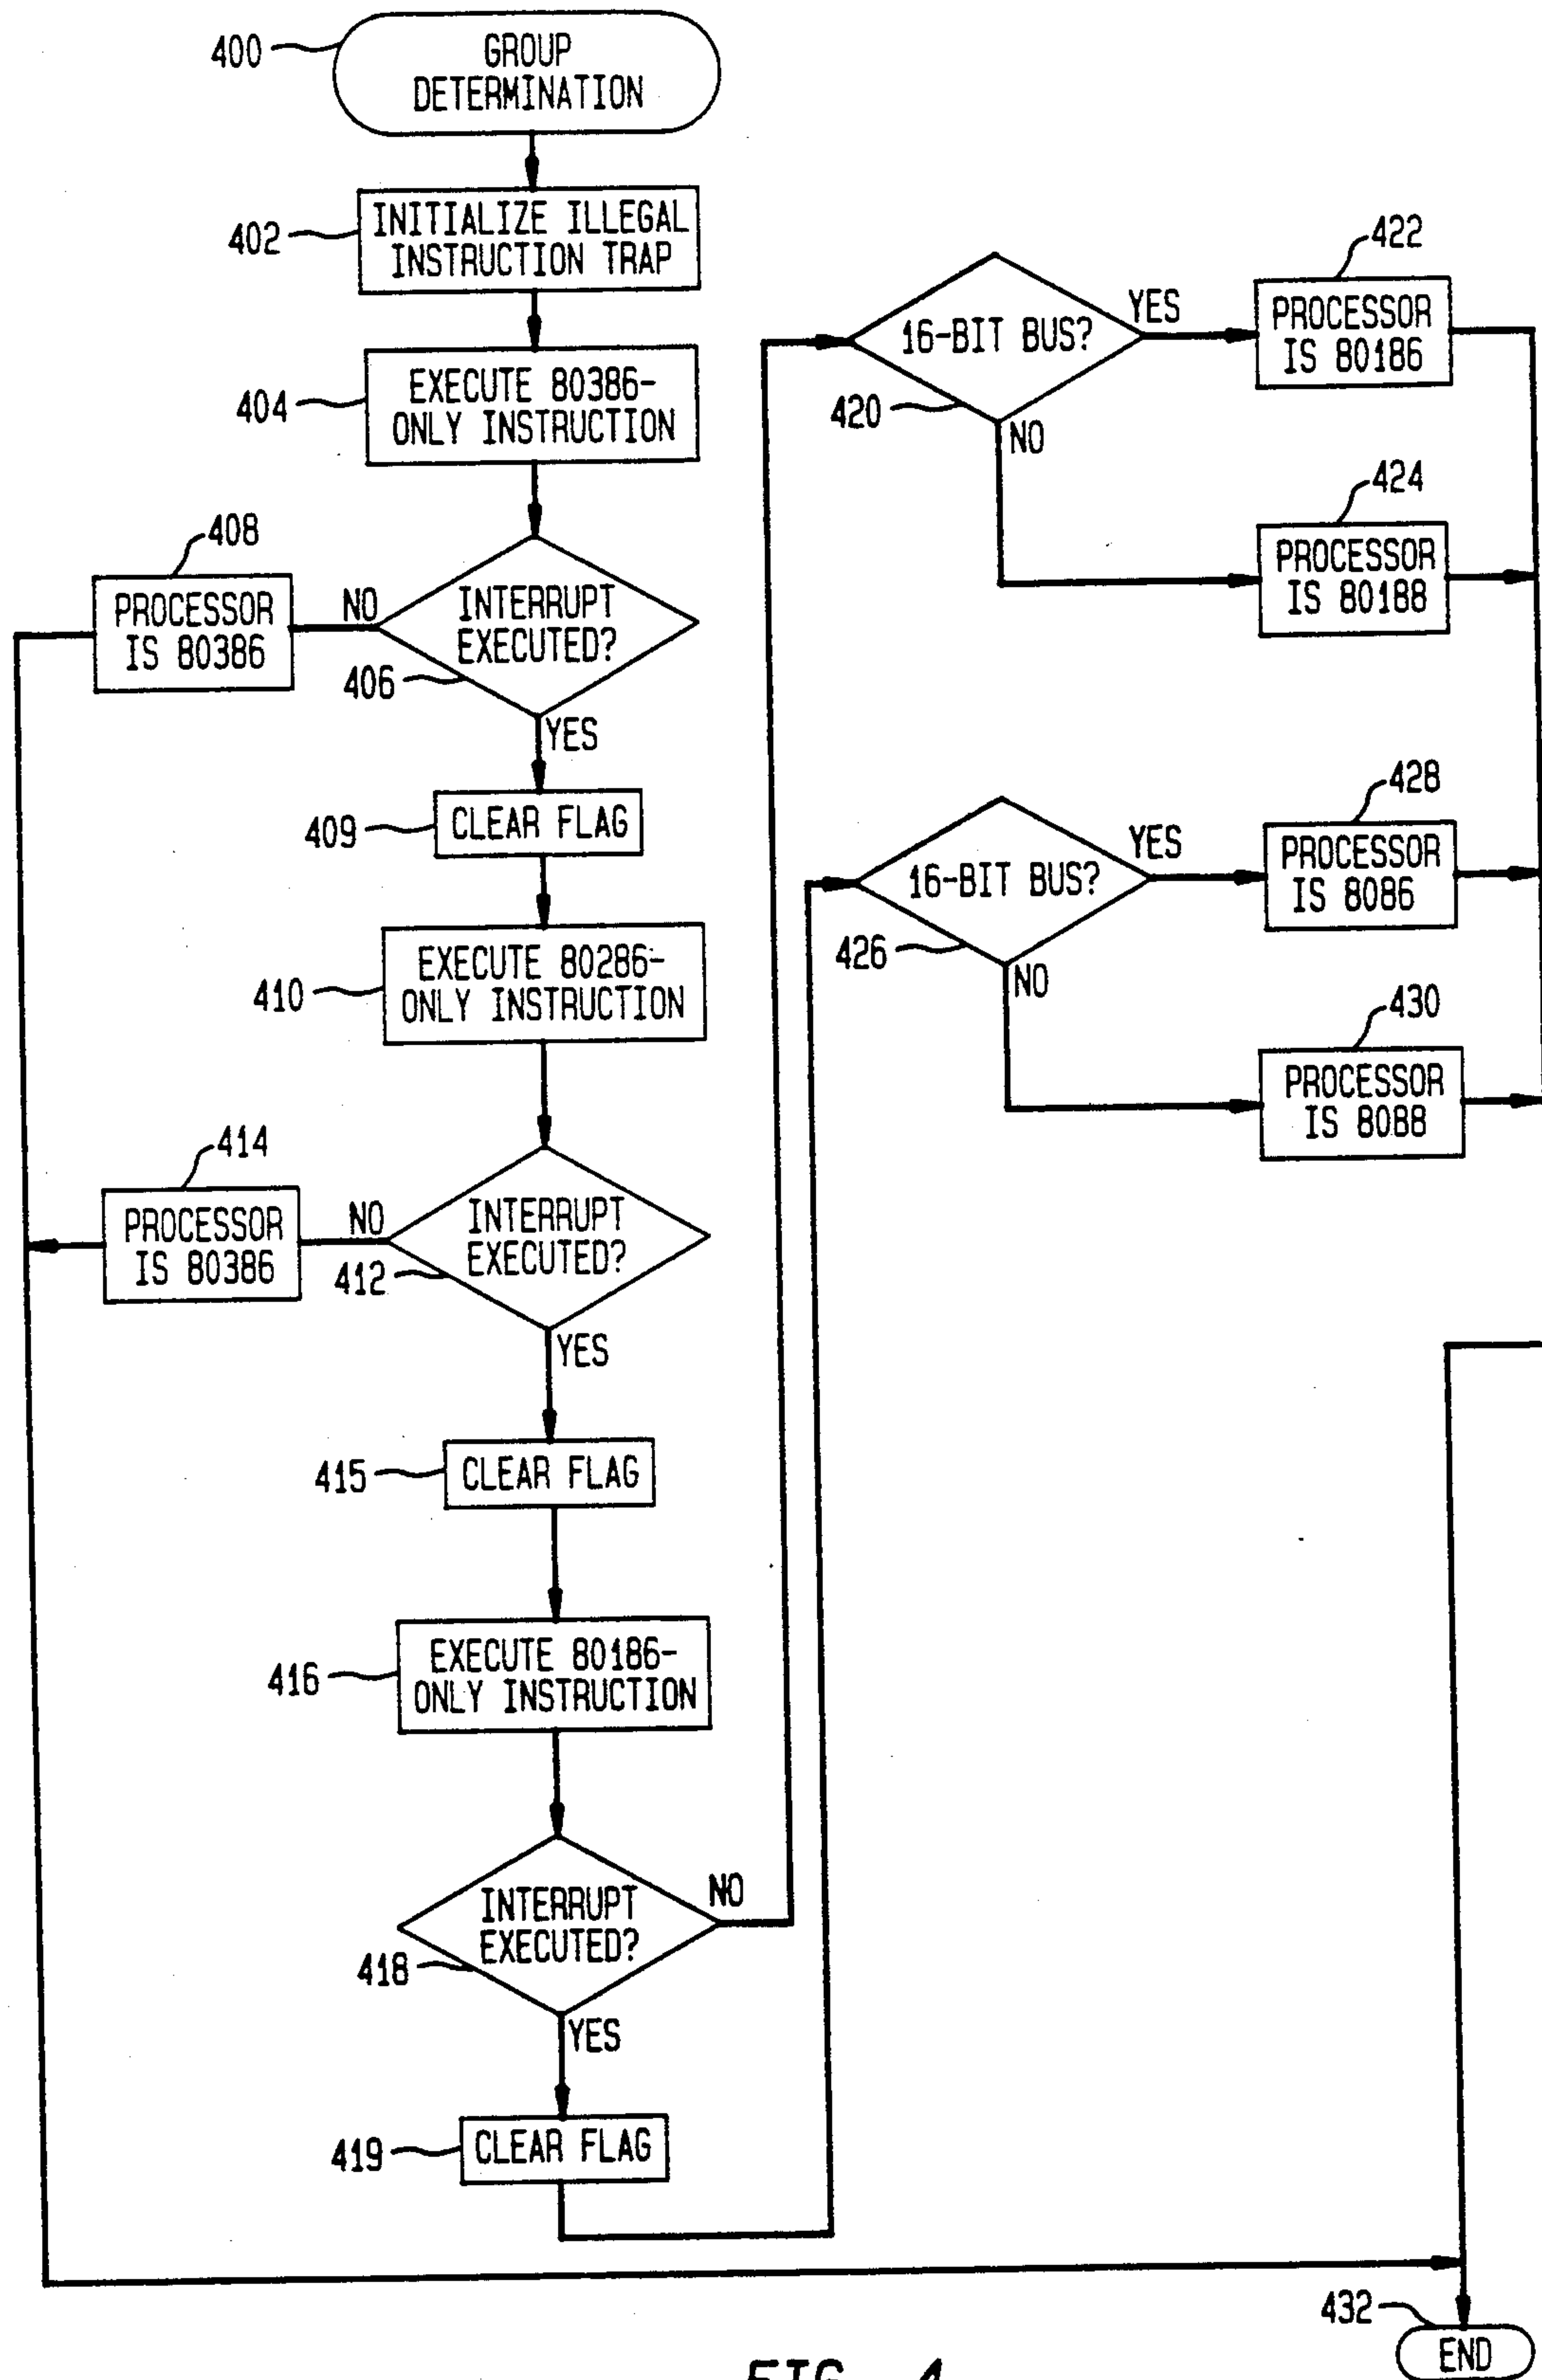 400
GROUP
DETERMINATION
402
INITIALIZE ILLEGAL
INSTRUCTION TRAP
404
EXECUTE 80386-
ONLY INSTRUCTION
408
PROCESSOR
IS 80386
NO
INTERRUPT
EXECUTED?
406
YES
409
CLEAR FLAG
410
EXECUTE 80286-
ONLY INSTRUCTION
414
PROCESSOR
IS 80386
NO
INTERRUPT
EXECUTED?
412
YES
415
CLEAR FLAG
416
EXECUTE 80186-
ONLY INSTRUCTION
INTERRUPT
EXECUTED?
NO
418
YES
419
CLEAR FLAG
16-BIT BUS?
YES
420
NO
422
PROCESSOR
IS 80186
424
PROCESSOR
IS 80188
16-BIT BUS?
YES
426
NO
428
PROCESSOR
IS 8086
430
PROCESSOR
IS 8088
432
END
FIG. 4